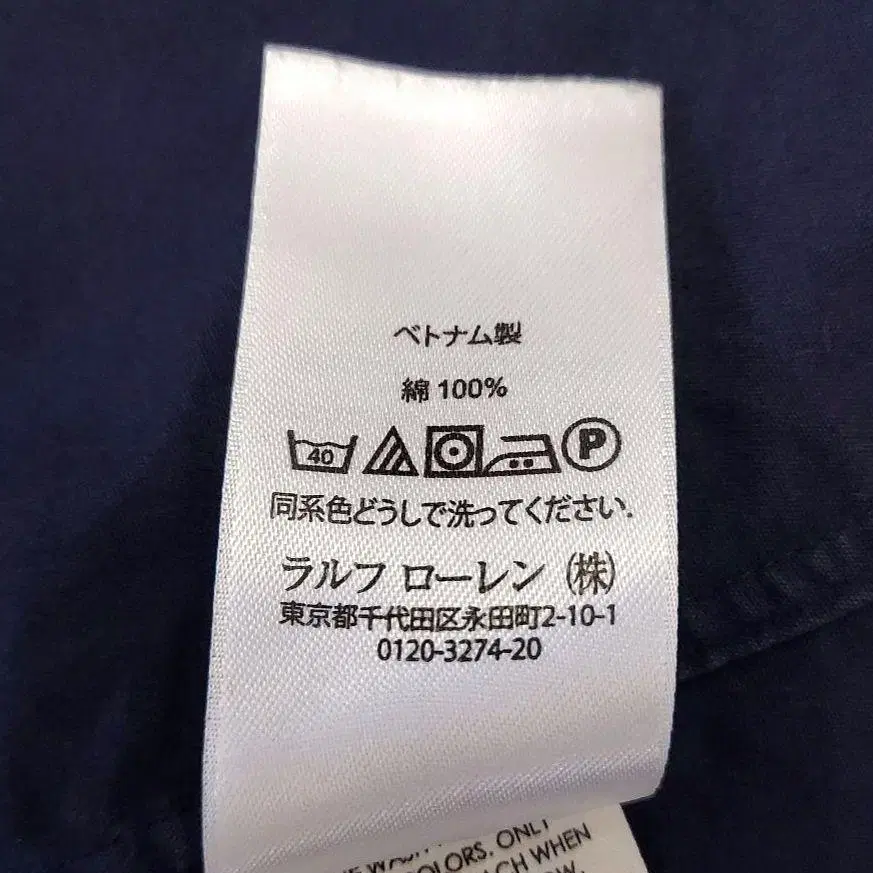 ベトナム製
綿 100%
40 P
同系色どうしで洗ってください.
ラルフ ローレン (株)
東京都千代田区永田町2-10-1
0120-3274-20
COLORS. ONLY
WHEN